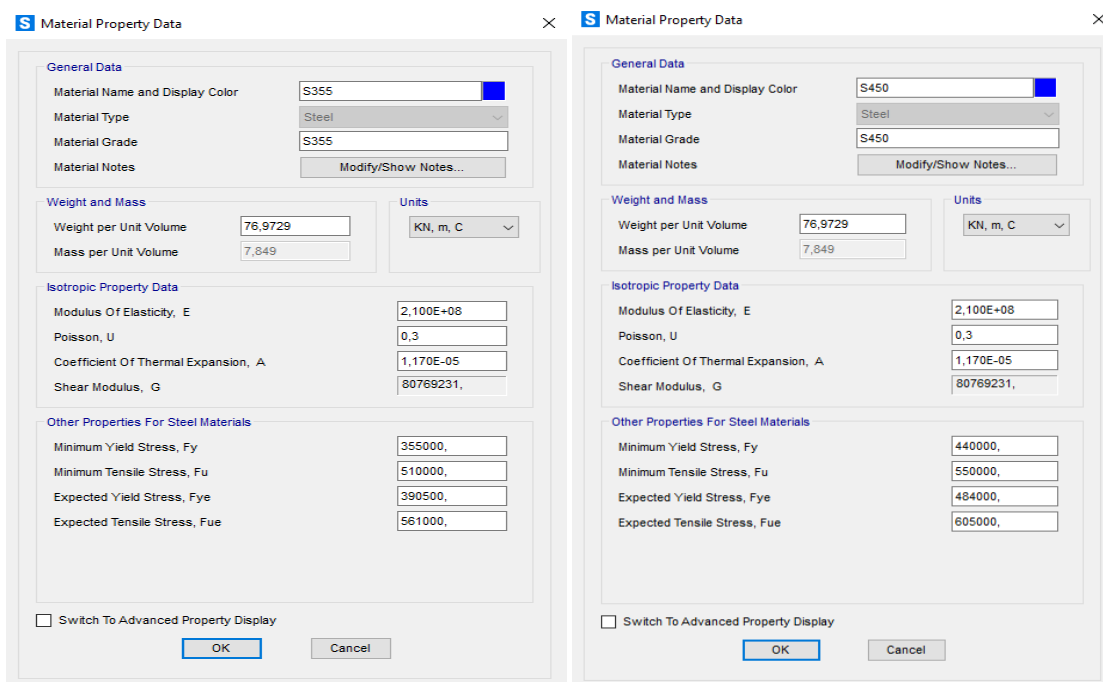 S Material Property Data
General Data
Material Name and Display Color S355
Material Type Steel
Material Grade S355
Material Notes Modify/Show Notes...
Weight and Mass
Weight per Unit Volume 76,9729
Mass per Unit Volume 7,849
Units
KN, m, C
Isotropic Property Data
Modulus Of Elasticity, E 2,100E+08
Poisson, U 0,3
Coefficient Of Thermal Expansion, A 1,170E-05
Shear Modulus, G 80769231,
Other Properties For Steel Materials
Minimum Yield Stress, Fy 355000,
Minimum Tensile Stress, Fu 510000,
Expected Yield Stress, Fye 390500,
Expected Tensile Stress, Fue 561000,
Switch To Advanced Property Display
OK Cancel
S Material Property Data
General Data
Material Name and Display Color S450
Material Type Steel
Material Grade S450
Material Notes Modify/Show Notes...
Weight and Mass
Weight per Unit Volume 76,9729
Mass per Unit Volume 7,849
Units
KN, m, C
Isotropic Property Data
Modulus Of Elasticity, E 2,100E+08
Poisson, U 0,3
Coefficient Of Thermal Expansion, A 1,170E-05
Shear Modulus, G 80769231,
Other Properties For Steel Materials
Minimum Yield Stress, Fy 440000,
Minimum Tensile Stress, Fu 550000,
Expected Yield Stress, Fye 484000,
Expected Tensile Stress, Fue 605000,
Switch To Advanced Property Display
OK Cancel